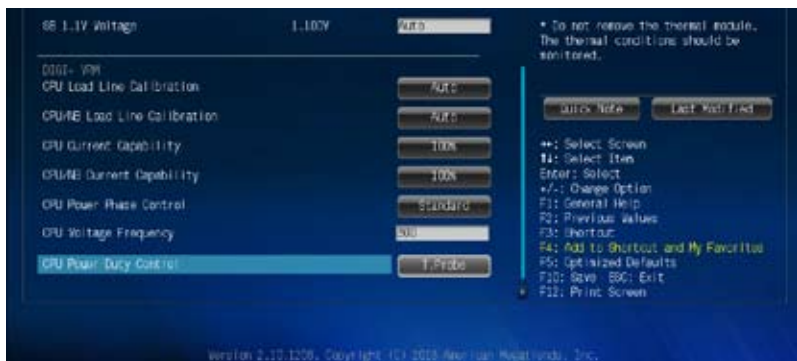 SB 1.1V Voltage 1.100V Auto
* Do not remove the thermal module.
The thermal conditions should be
monitored.
DIGI+ VRM
CPU Load Line Calibration Auto
CPU/NB Load Line Calibration Auto
CPU Current Capability 100%
CPU/NB Current Capability 100%
CPU Power Phase Control Standard
CPU Voltage Frequency 300
CPU Power Duty Control T.Probe
Quick Note Last Modified
→←: Select Screen
↑↓: Select Item
Enter: Select
+/-: Change Option
F1: General Help
F2: Previous Values
F3: Shortcut
F4: Add to Shortcut and My Favorites
F5: Optimized Defaults
F10: Save ESC: Exit
F12: Print Screen
Version 2.10.1208. Copyright (C) American Megatrends, Inc.